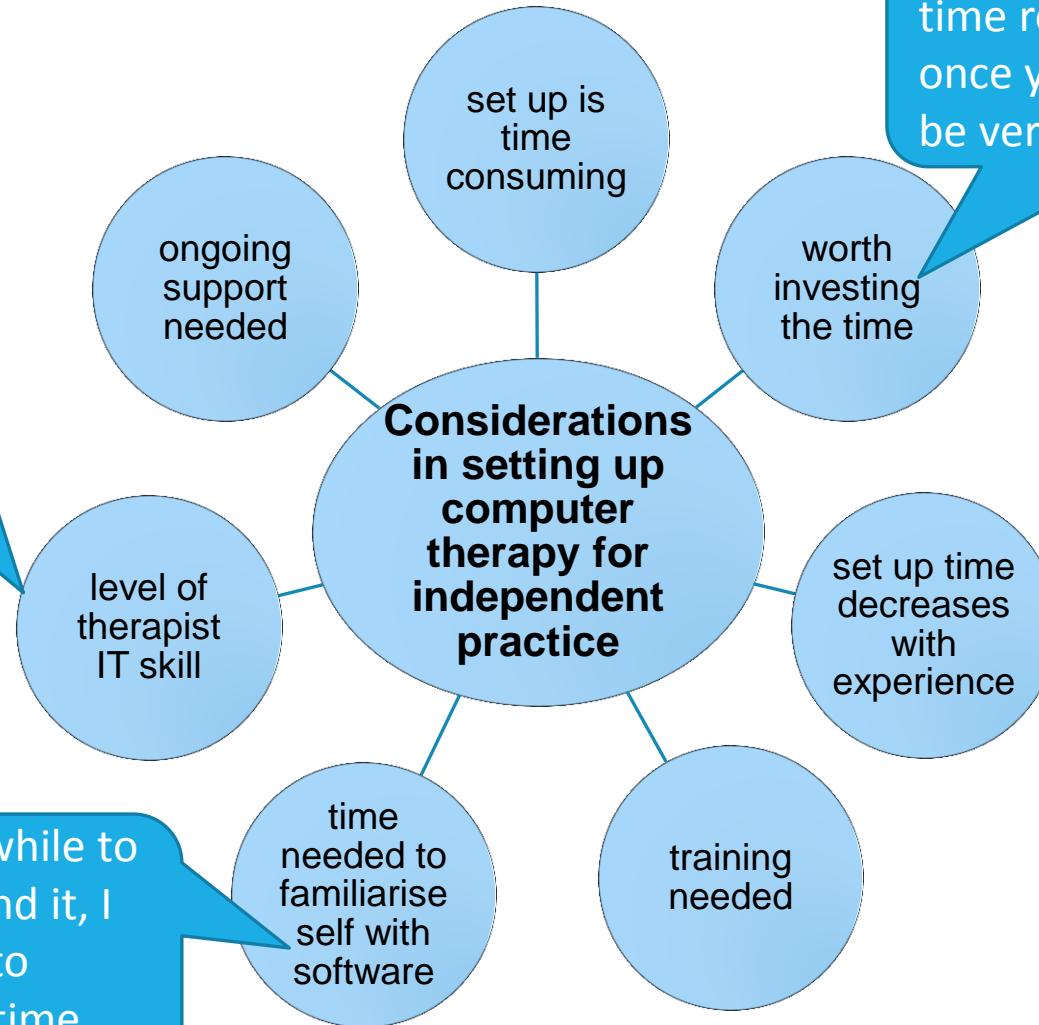 set up is
time
consuming
time
once
be
worth
investing
the time
set up time
decreases
with
experience
training
needed
time
needed to
familiarise
self with
software
while to
it, I
to
time
level of
therapist
IT skill
ongoing
support
needed
Considerations
in setting up
computer
therapy for
independent
practice